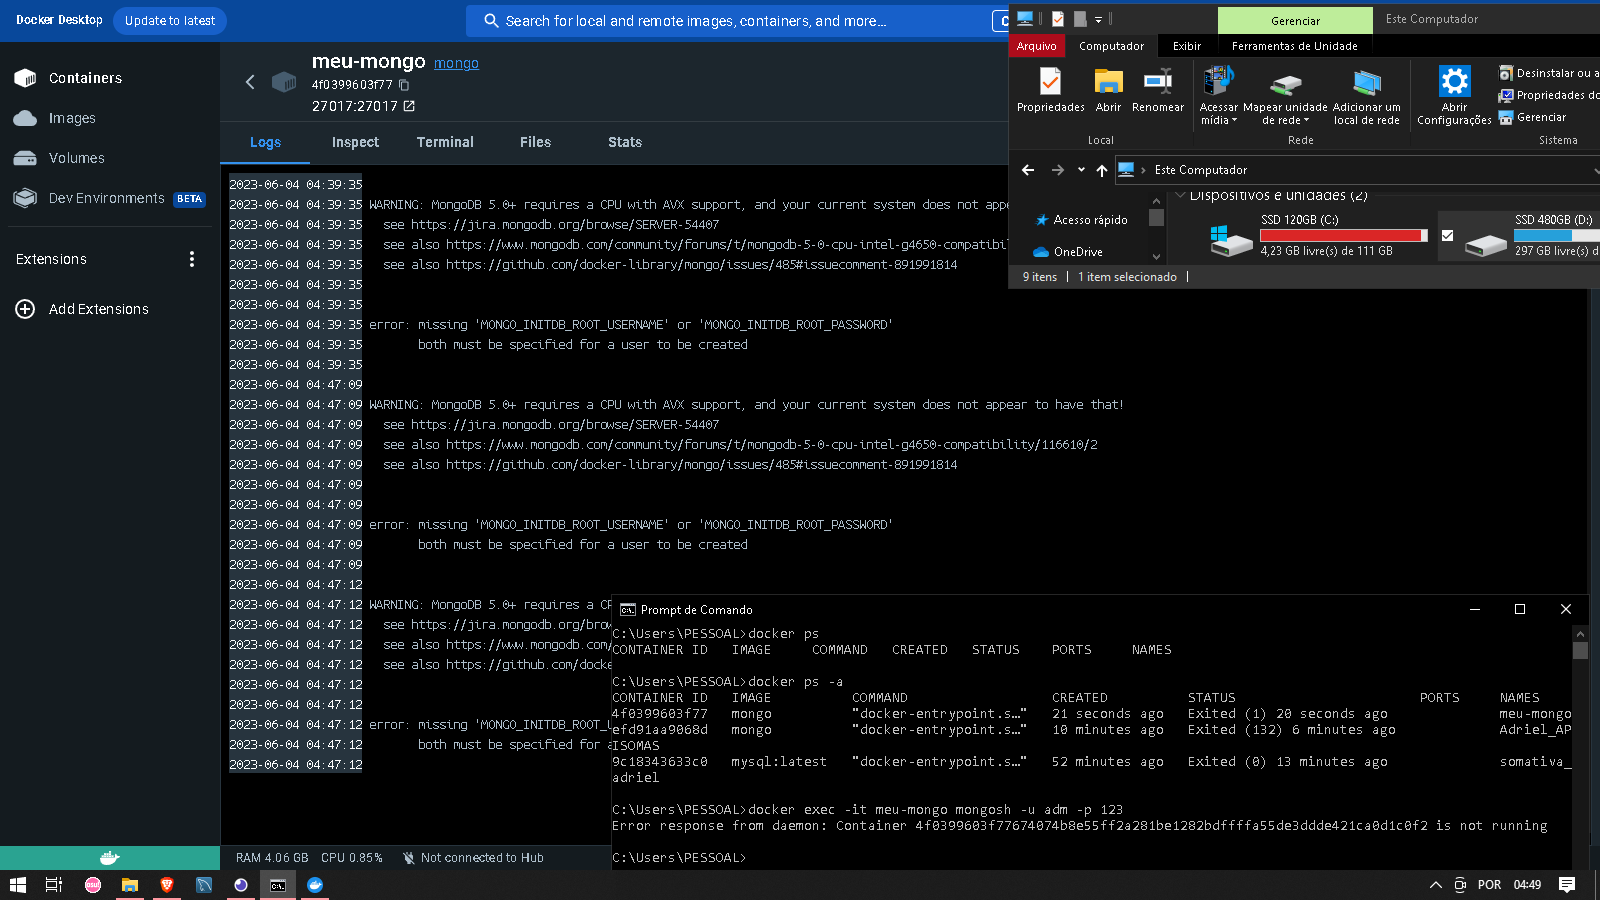 Docker Desktop
Update to latest
Search for local and remote images, containers, and more...
Containers
Images
Volumes
Dev Environments
BETA
Extensions
Add Extensions
meu-mongo mongo
4f0399603f77
27017:27017
Logs Inspect Terminal Files Stats
2023-06-04 04:39:35
2023-06-04 04:39:35 WARNING: MongoDB 5.0+ requires a CPU with AVX support, and your current system does not appe
2023-06-04 04:39:35 see https://jira.mongodb.org/browse/SERVER-54407
2023-06-04 04:39:35 see also https://www.mongodb.com/community/forums/t/mongodb-5-0-cpu-intel-g4650-compatibility
2023-06-04 04:39:35 see also https://github.com/docker-library/mongo/issues/485#issuecomment-891991814
2023-06-04 04:39:35
2023-06-04 04:39:35
2023-06-04 04:39:35 error: missing 'MONGO_INITDB_ROOT_USERNAME' or 'MONGO_INITDB_ROOT_PASSWORD'
2023-06-04 04:39:35 both must be specified for a user to be created
2023-06-04 04:39:35
2023-06-04 04:47:09
2023-06-04 04:47:09 WARNING: MongoDB 5.0+ requires a CPU with AVX support, and your current system does not appear to have that!
2023-06-04 04:47:09 see https://jira.mongodb.org/browse/SERVER-54407
2023-06-04 04:47:09 see also https://www.mongodb.com/community/forums/t/mongodb-5-0-cpu-intel-g4650-compatibility/116610/2
2023-06-04 04:47:09 see also https://github.com/docker-library/mongo/issues/485#issuecomment-891991814
2023-06-04 04:47:09
2023-06-04 04:47:09
2023-06-04 04:47:09 error: missing 'MONGO_INITDB_ROOT_USERNAME' or 'MONGO_INITDB_ROOT_PASSWORD'
2023-06-04 04:47:09 both must be specified for a user to be created
2023-06-04 04:47:09
2023-06-04 04:47:12
2023-06-04 04:47:12 WARNING: MongoDB 5.0+ requires a CP
2023-06-04 04:47:12 see https://jira.mongodb.org/brow
2023-06-04 04:47:12 see also https://www.mongodb.com/
2023-06-04 04:47:12 see also https://github.com/docke
2023-06-04 04:47:12
2023-06-04 04:47:12
2023-06-04 04:47:12 error: missing 'MONGO_INITDB_ROOT_U
2023-06-04 04:47:12 both must be specified for a
2023-06-04 04:47:12
RAM 4.06 GB CPU 0.85% Not connected to Hub
Gerenciar
Este Computador
Arquivo Computador Exibir Ferramentas de Unidade
Propriedades Abrir Renomear
Local
Acessar mídia
Mapear unidade de rede
Adicionar um local de rede
Rede
Abrir Configurações
Desinstalar ou a
Propriedades do
Gerenciar
Sistema
Este Computador
Acesso rápido
OneDrive
Dispositivos e unidades (2)
SSD 120GB (C:)
4,23 GB livre(s) de 111 GB
SSD 480GB (D:)
297 GB livre(s) d
9 itens 1 item selecionado
C:\. Prompt de Comando
C:\Users\PESSOAL>docker ps
CONTAINER ID IMAGE COMMAND CREATED STATUS PORTS NAMES
C:\Users\PESSOAL>docker ps -a
CONTAINER ID IMAGE COMMAND CREATED STATUS PORTS NAMES
4f0399603f77 mongo "docker-entrypoint.s…" 21 seconds ago Exited (1) 20 seconds ago meu-mongo
efd91aa9068d mongo "docker-entrypoint.s…" 10 minutes ago Exited (132) 6 minutes ago Adriel_AP
ISOMAS
9c18343633c0 mysql:latest "docker-entrypoint.s…" 52 minutes ago Exited (0) 13 minutes ago somativa_
adriel
C:\Users\PESSOAL>docker exec -it meu-mongo mongosh -u adm -p 123
Error response from daemon: Container 4f0399603f77674074b8e55ff2a281be1282bdffffa55de3ddde421ca0d1c0f2 is not running
C:\Users\PESSOAL>
osu!
C:\.
POR 04:49